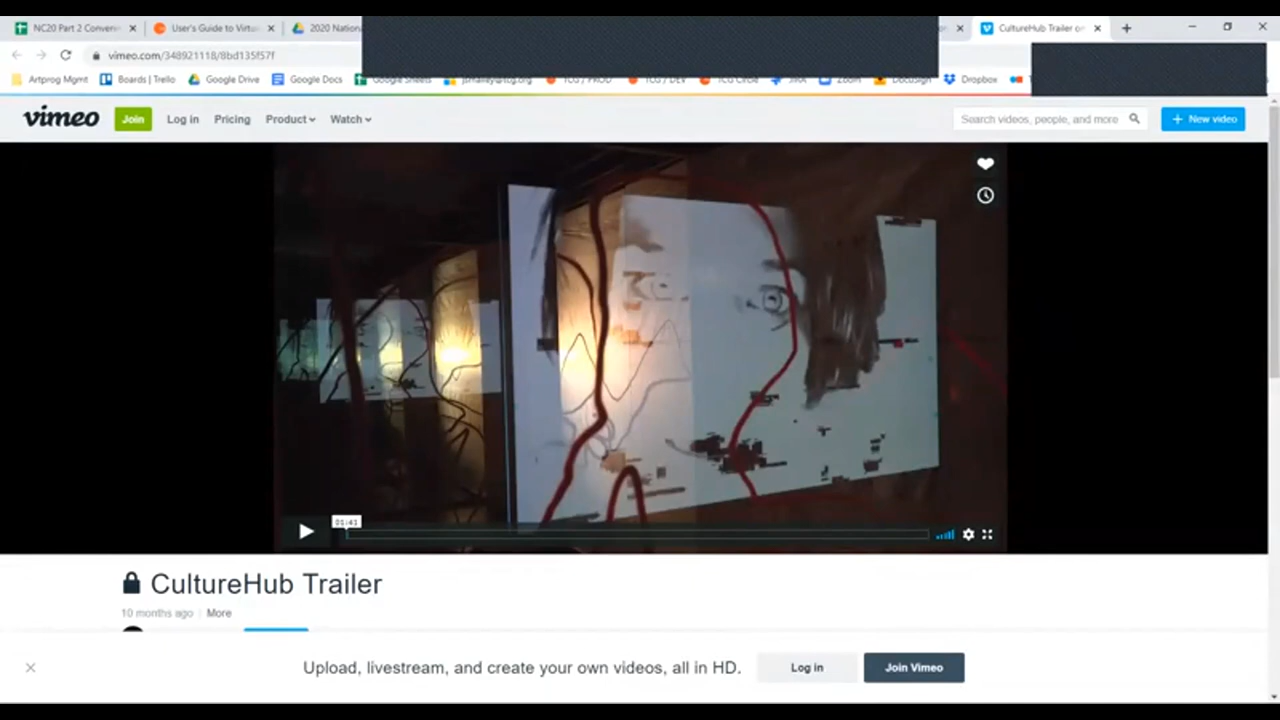 NC20 Part 2 Conveni
User's Guide to Virtu
2020 Nation
CultureHub Trailer on
vimeo.com/348921118/8bd135f57f
Artprog Mgmt Boards | Trello Google Drive Google Docs Google Sheets TCG / PROD TCG / DEV TCG Circle JIRA Zoom DocuSign Dropbox
vimeo Join Log in Pricing Product Watch Search videos, people, and more + New video
01:41
CultureHub Trailer
10 months ago More
Upload, livestream, and create your own videos, all in HD. Log in Join Vimeo